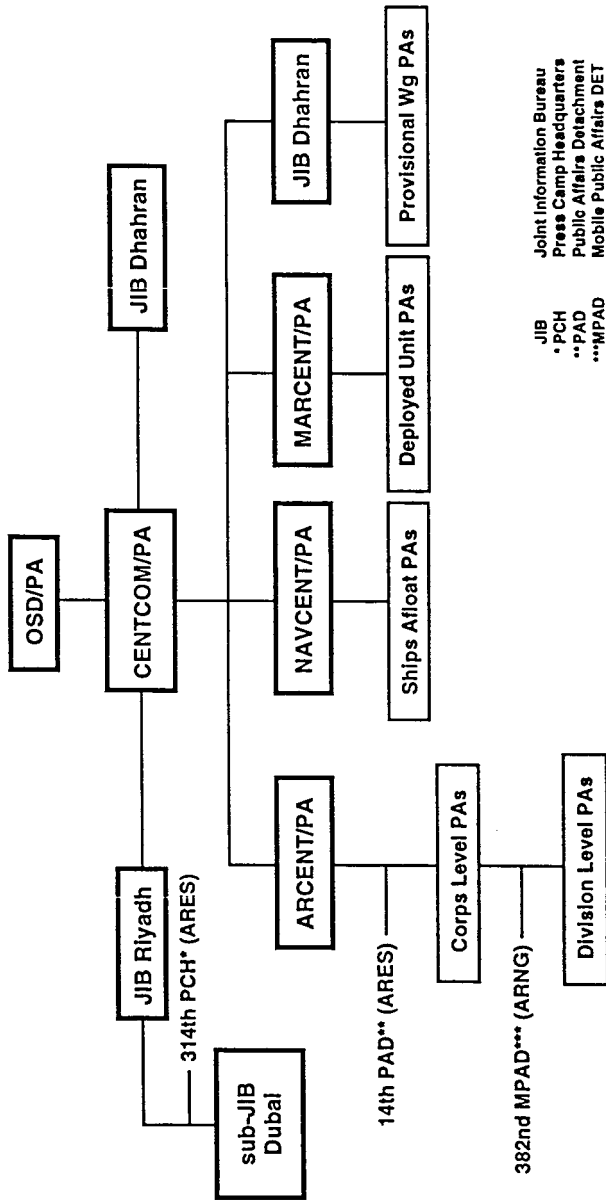 OSD/PA
CENTCOM/PA
JIB Riyadh
JIB Dhahran
314th PCH* (ARES)
sub-JIB
Dubal
ARCENT/PA
NAVCENT/PA
MARCENT/PA
JIB Dhahran
14th PAD** (ARES)
Corps Level PAs
Ships Afloat PAs
Deployed Unit PAs
Provisional Wg PAs
382nd MPAD*** (ARNG)
Division Level PAs
JIB Joint Information Bureau
*PCH Press Camp Headquarters
**PAD Public Affairs Detachment
***MPAD Mobile Public Affairs DET